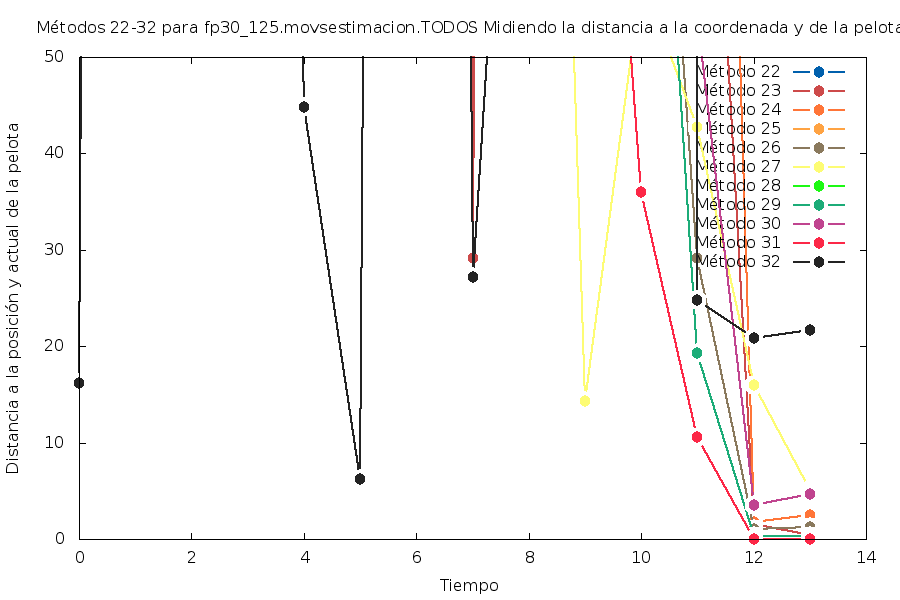 Métodos 22-32 para fp30_125.movsestimacion.TODOS Midiendo la distancia a la coordenada y de la pelota
50
40
30
20
10
0
Distancia a la posición y actual de la pelota
Método 22
Método 23
Método 24
Método 25
Método 26
Método 27
Método 28
Método 29
Método 30
Método 31
Método 32
0 2 4 6 8 10 12 14
Tiempo